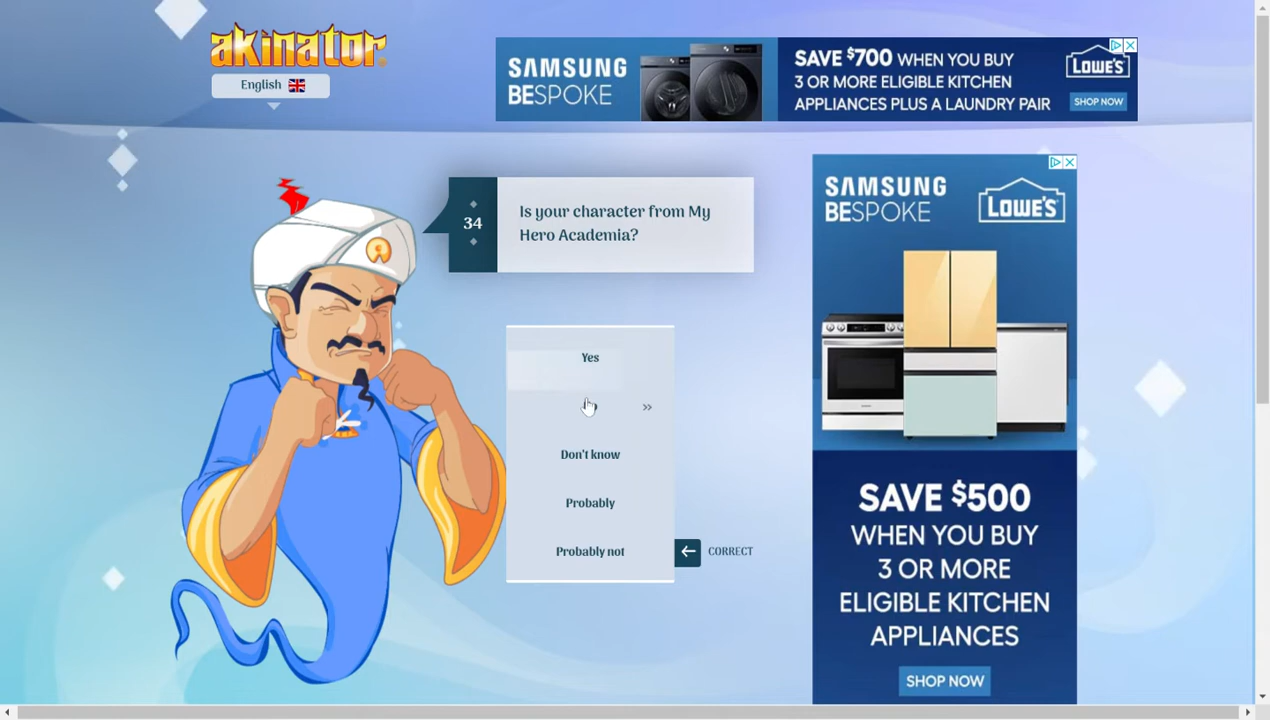 akinator
English
SAMSUNG
BESPOKE
SAVE $700 WHEN YOU BUY
3 OR MORE ELIGIBLE KITCHEN
APPLIANCES PLUS A LAUNDRY PAIR
LOWE'S
SHOP NOW
34
Is your character from My
Hero Academia?
Yes
Don't know
Probably
Probably not
CORRECT
SAMSUNG
BESPOKE
LOWE'S
SAVE $500
WHEN YOU BUY
3 OR MORE
ELIGIBLE KITCHEN
APPLIANCES
SHOP NOW